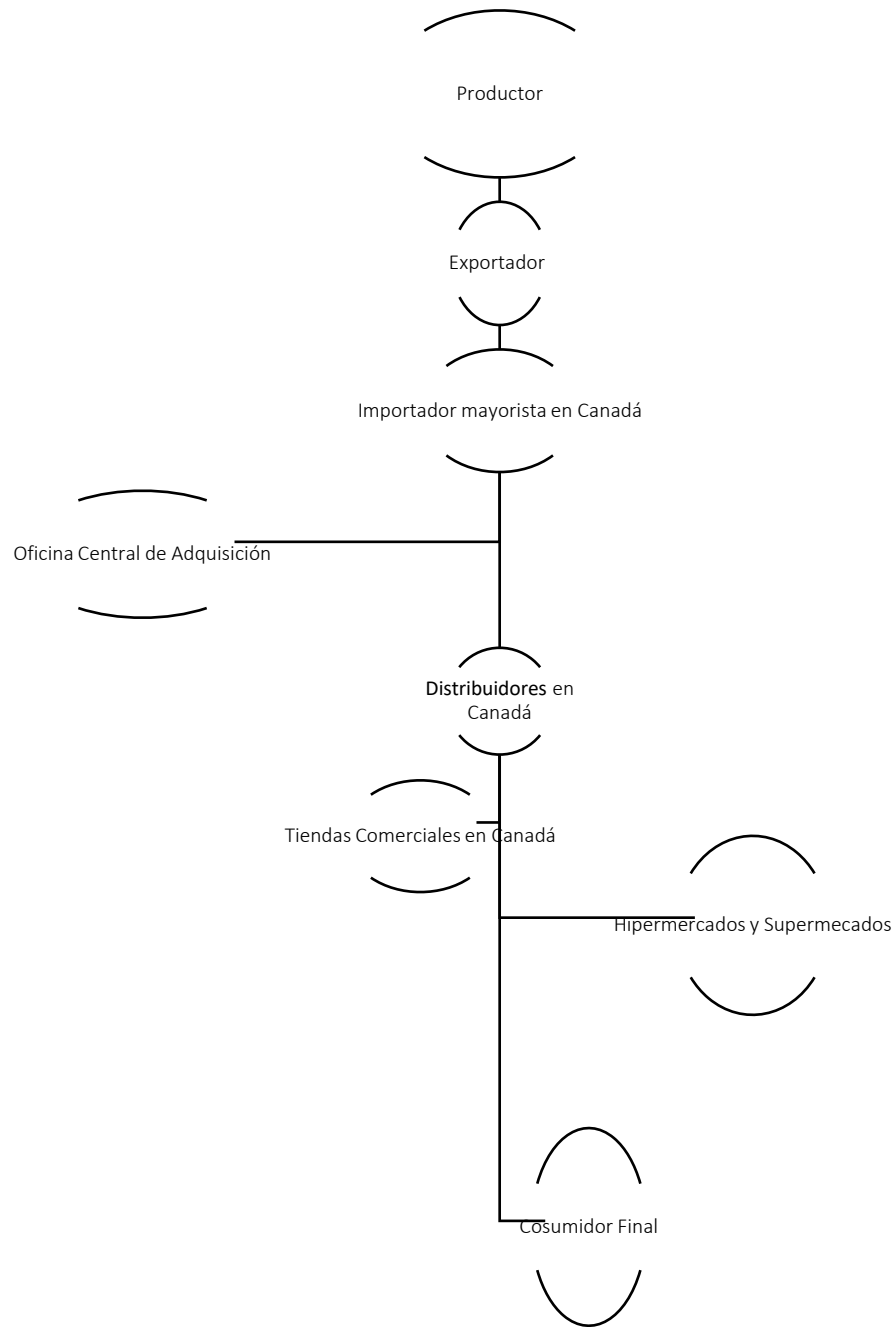 Productor
Exportador
Importador mayorista en Canadá
Oficina Central de Adquisición
Distribuidores en
Canadá
Tiendas Comerciales en Canadá
Hipermercados y Supermecados
Cosumidor Final